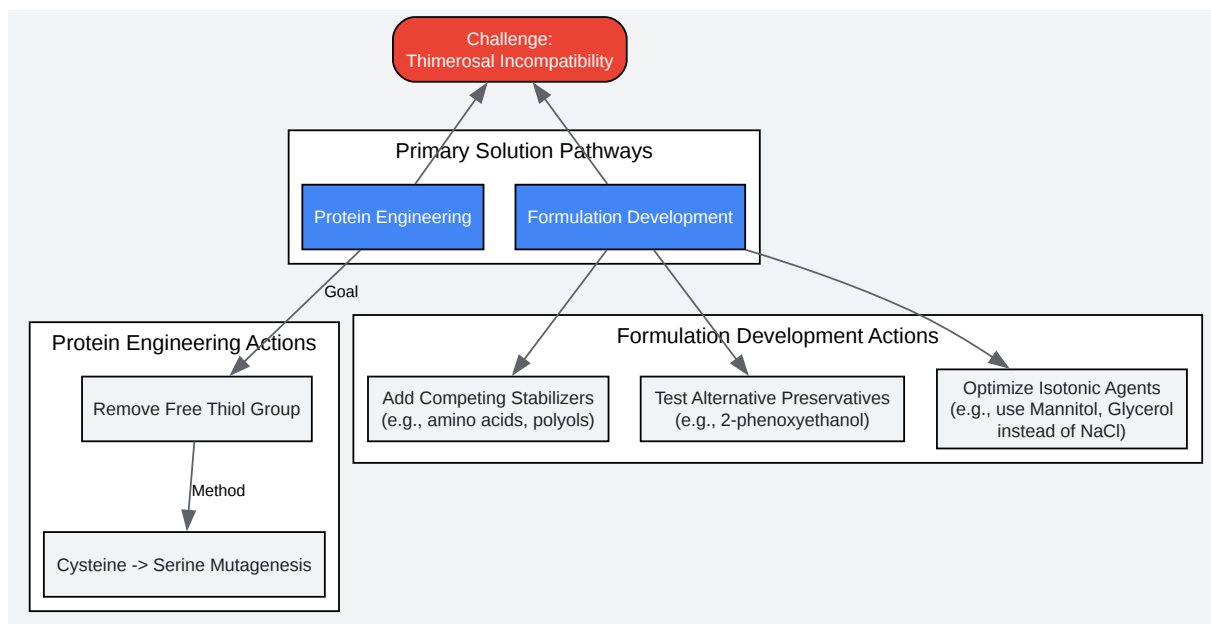 Challenge:
Thimerosal Incompatibility
Primary Solution Pathways
Protein Engineering
Formulation Development
Goal
Protein Engineering Actions
Remove Free Thiol Group
Method
Cysteine -> Serine Mutagenesis
Formulation Development Actions
Add Competing Stabilizers
(e.g., amino acids, polyols)
Test Alternative Preservatives
(e.g., 2-phenoxyethanol)
Optimize Isotonic Agents
(e.g., use Mannitol, Glycerol
instead of NaCl)